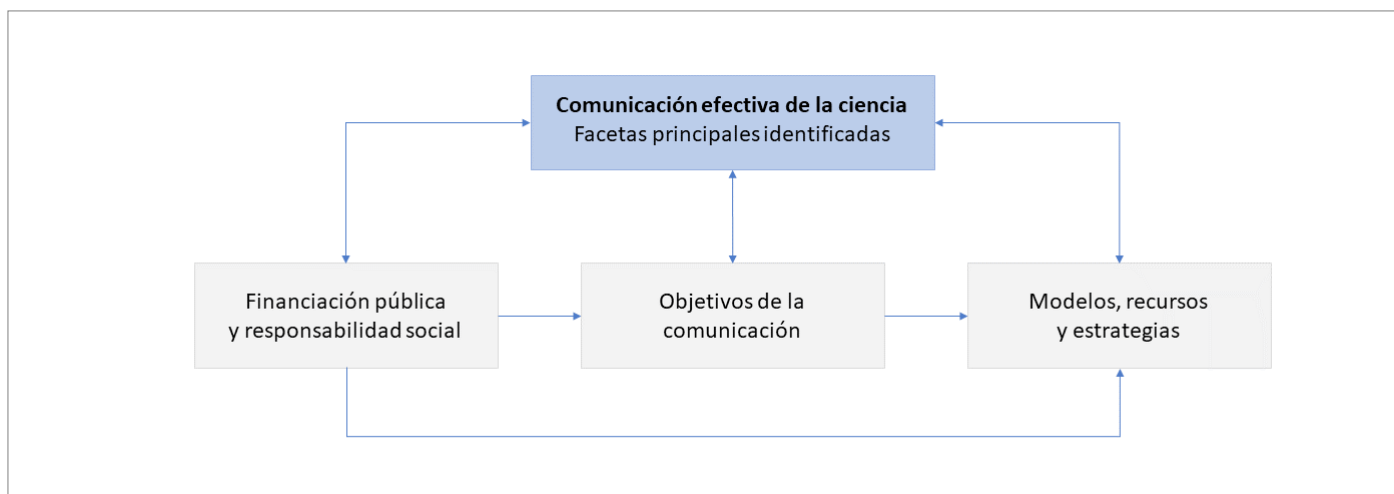 Comunicación efectiva de la ciencia
Facetas principales identificadas
Financiación pública
y responsabilidad social
Objetivos de la
comunicación
Modelos, recursos
y estrategias